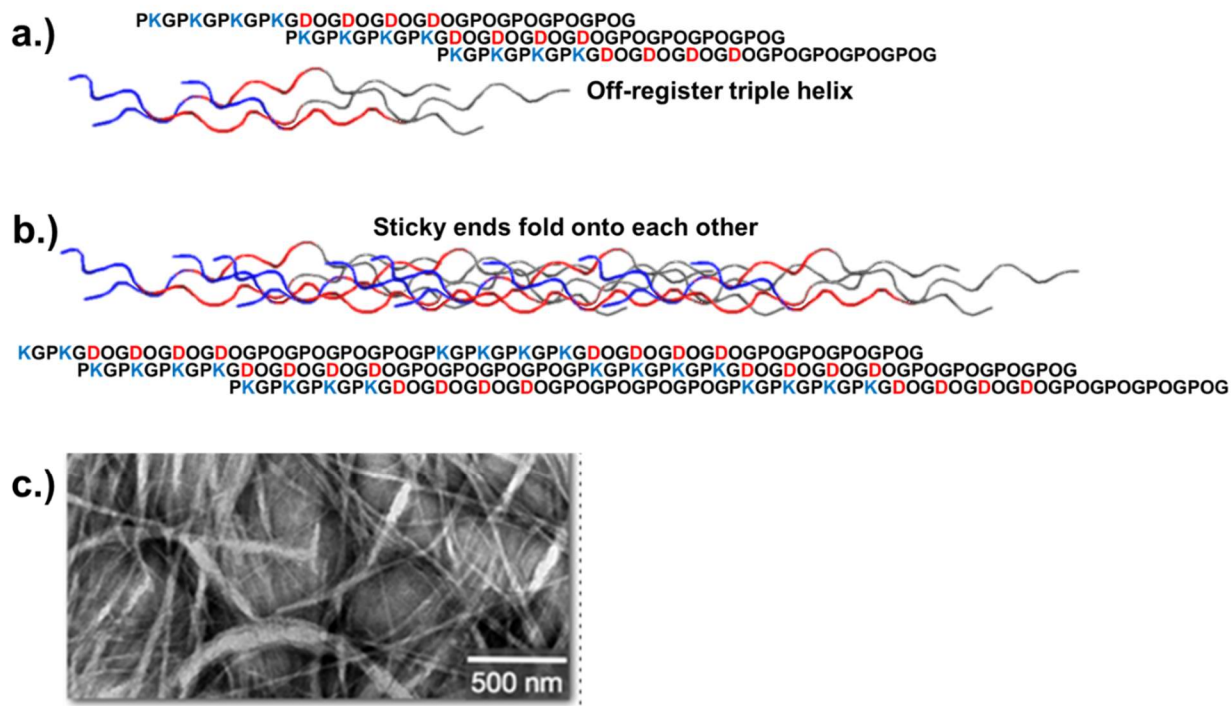 a.)
PKGPKGPKGPKGDOGDOGDOGDOGPOGPOGPOGPOG
PKGPKGPKGPKGDOGDOGDOGDOGPOGPOGPOGPOG
PKGPKGPKGPKGDOGDOGDOGDOGPOGPOGPOGPOG
Off-register triple helix
b.)
Sticky ends fold onto each other
KGPKGDOGDOGDOGDOGPOGPOGPOGPOGPKGPKGPKGPKGDOGDOGDOGDOGPOGPOGPOGPOG
PKGPKGPKGPKGDOGDOGDOGDOGPOGPOGPOGPOGPKGPKGPKGPKGDOGDOGDOGDOGPOGPOGPOGPOG
PKGPKGPKGPKGDOGDOGDOGDOGPOGPOGPOGPOGPKGPKGPKGPKGDOGDOGDOGDOGPOGPOGPOGPOG
c.)
500 nm